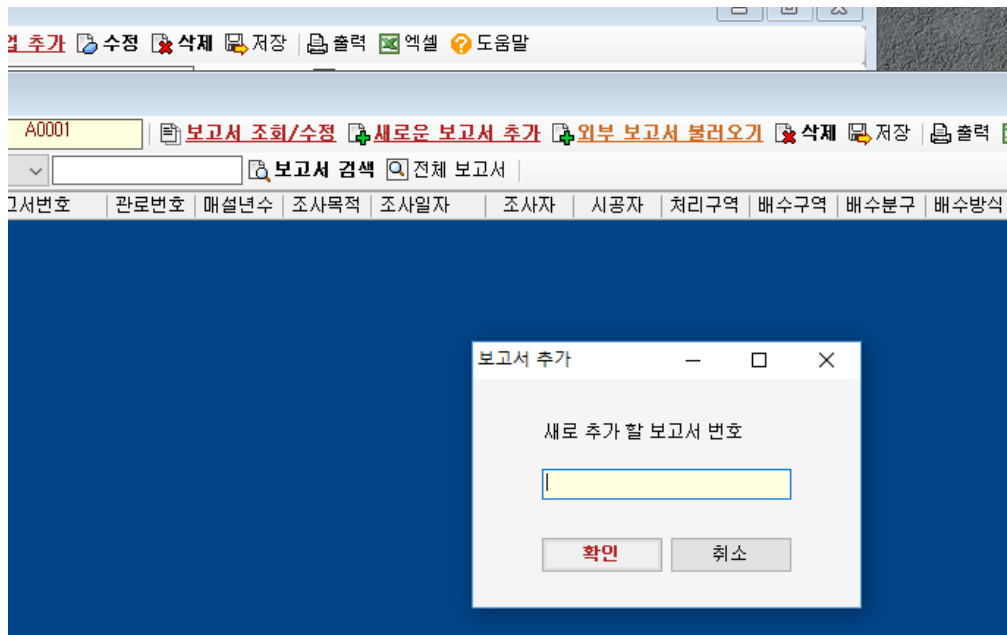 추가 수정 삭제 저장 출력 엑셀 도움말
A0001 보고서 조회/수정 새로운 보고서 추가 외부 보고서 불러오기 삭제 저장 출력
보고서 검색 전체 보고서
고서번호 관로번호 매설년수 조사목적 조사일자 조사자 시공자 처리구역 배수구역 배수분구 배수방식
보고서 추가
새로 추가 할 보고서 번호
확인 취소